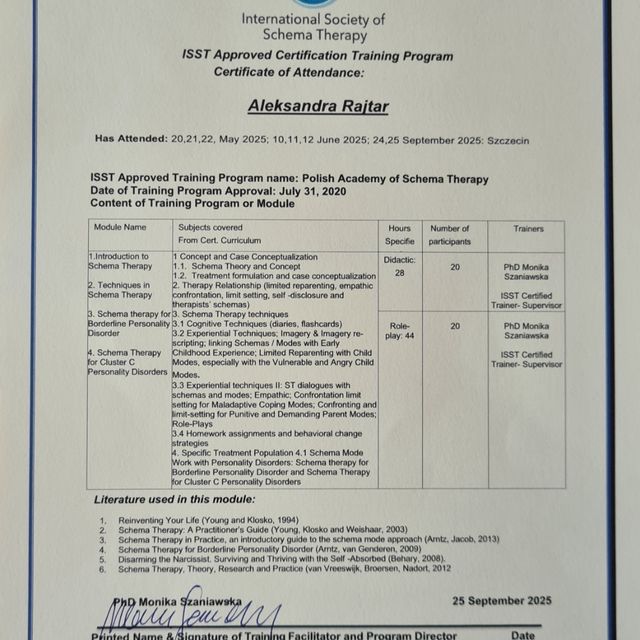 International Society of
Schema Therapy
ISST Approved Certification Training Program
Certificate of Attendance:
Aleksandra Rajtar
Has Attended: 20,21,22, May 2025; 10,11,12 June 2025; 24,25 September 2025: Szczecin
ISST Approved Training Program name: Polish Academy of Schema Therapy
Date of Training Program Approval: July 31, 2020
Content of Training Program or Module
Module Name
Subjects covered
From Cert. Curriculum
Hours
Specifie
Number of
participants
Trainers
1.Introduction to
Schema Therapy
2. Techniques in
Schema Therapy
3. Schema therapy for
Borderline Personality
Disorder
4. Schema Therapy
for Cluster C
Personality Disorders
1 Concept and Case Conceptualization
1.1. Schema Theory and Concept
1.2. Treatment formulation and case conceptualization
2. Therapy Relationship (limited reparenting, empathic
confrontation, limit setting, self -disclosure and
therapists' schemas)
3. Schema Therapy techniques
3.1 Cognitive Techniques (diaries, flashcards)
3.2 Experiential Techniques; Imagery & Imagery re-
scripting; linking Schemas / Modes with Early
Childhood Experience; Limited Reparenting with Child
Modes, especially with the Vulnerable and Angry Child
Modes.
3.3 Experiential techniques II: ST dialogues with
schemas and modes; Empathic; Confrontation limit
setting for Maladaptive Coping Modes; Confronting and
limit-setting for Punitive and Demanding Parent Modes;
Role-Plays
3.4 Homework assignments and behavioral change
strategies
4. Specific Treatment Population 4.1 Schema Mode
Work with Personality Disorders: Schema therapy for
Borderline Personality Disorder and Schema Therapy
for Cluster C Personality Disorders
Didactic:
28
20
PhD Monika
Szaniawska
ISST Certified
Trainer- Supervisor
Role-
play: 44
20
PhD Monika
Szaniawska
ISST Certified
Trainer- Supervisor
Literature used in this module:
1. Reinventing Your Life (Young and Klosko, 1994)
2. Schema Therapy: A Practitioner's Guide (Young, Klosko and Weishaar, 2003)
3. Schema Therapy in Practice, an introductory guide to the schema mode approach (Arntz, Jacob, 2013)
4. Schema Therapy for Borderline Personality Disorder (Arntz, van Genderen, 2009)
5. Disarming the Narcissist. Surviving and Thriving with the Self -Absorbed (Behary, 2008).
6. Schema Therapy, Theory, Research and Practice (van Vreeswijk, Broersen, Nadort, 2012
PhD Monika Szaniawska
25 September 2025
Printed Name & Signature of Training Facilitator and Program Director
Date